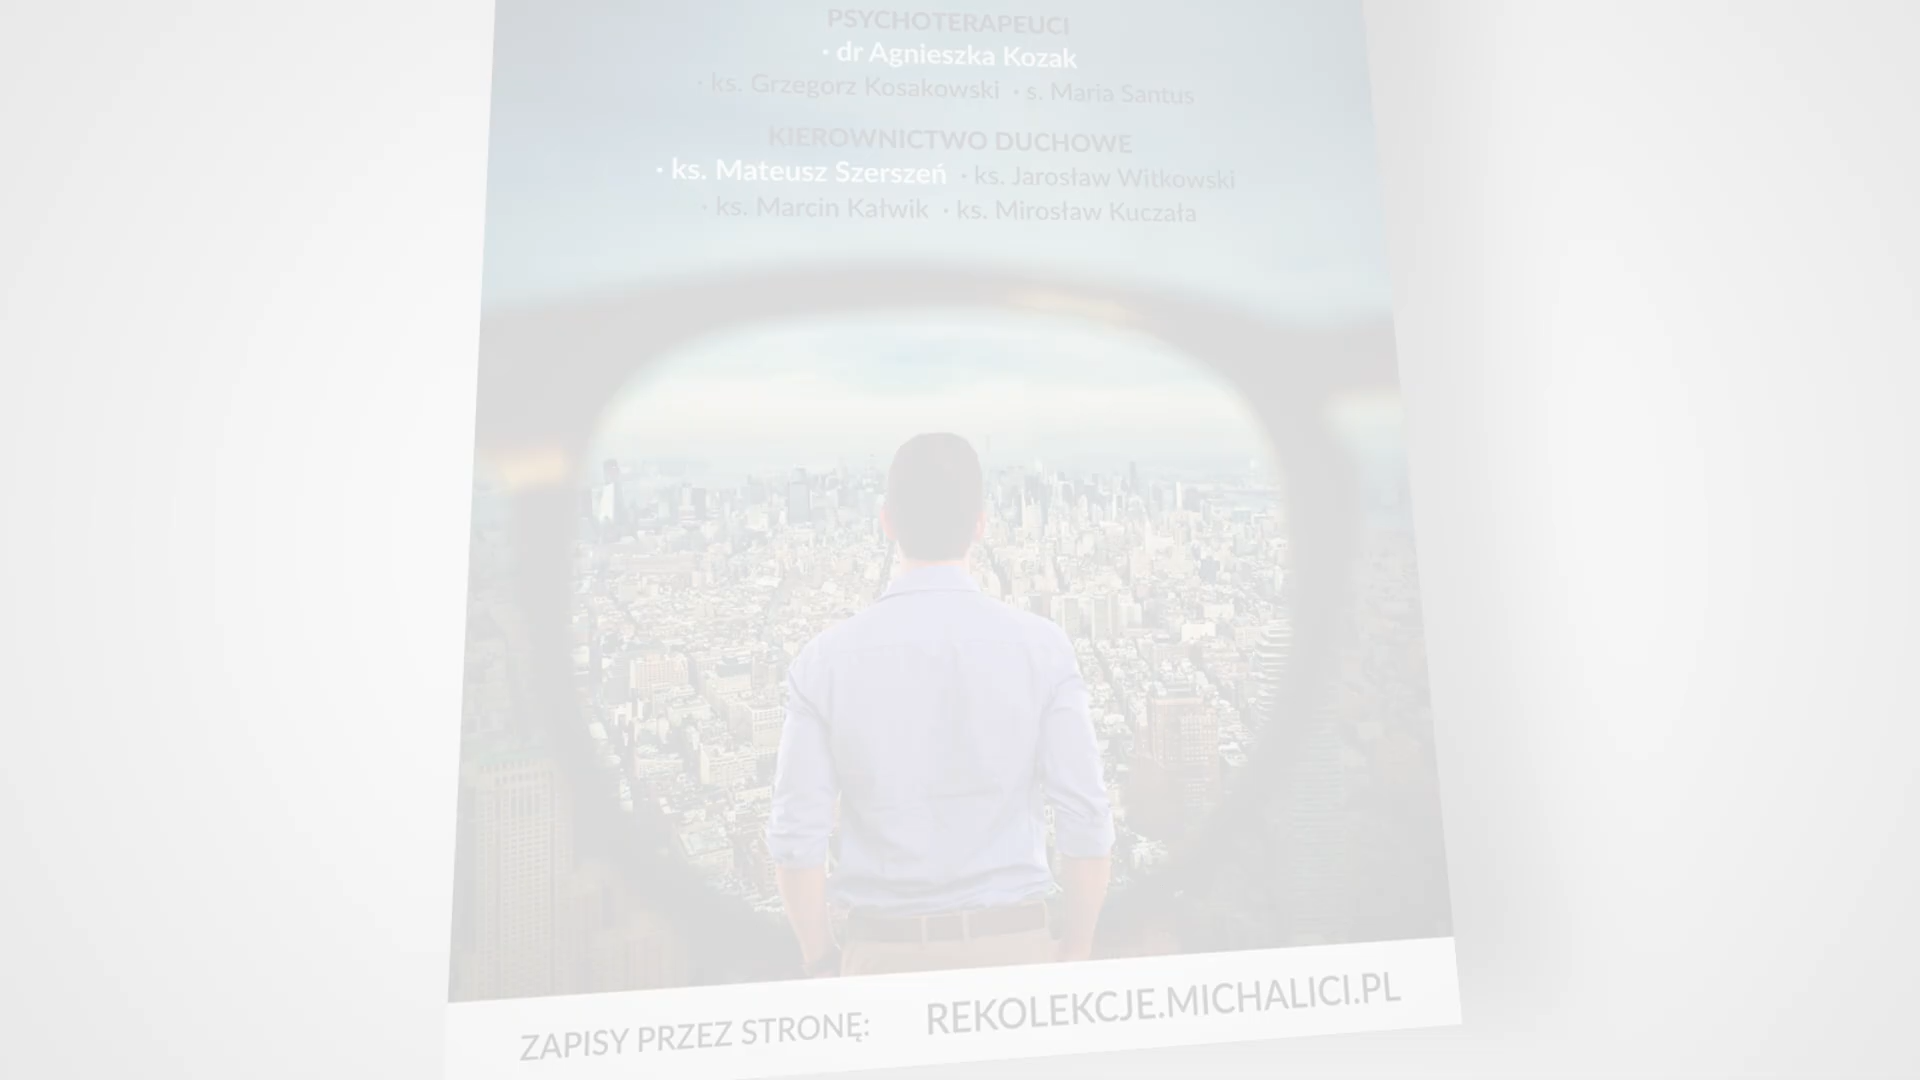 PSYCHOTERAPEUCI
· dr Agnieszka Kozak
· ks. Grzegorz Kosakowski · s. Maria Santus
KIEROWNICTWO DUCHOWE
· ks. Mateusz Szerszeń · ks. Jarosław Witkowski
· ks. Marcin Kałwik · ks. Mirosław Kuczała
ZAPISY PRZEZ STRONĘ: REKOLEKCJE.MICHALICI.PL